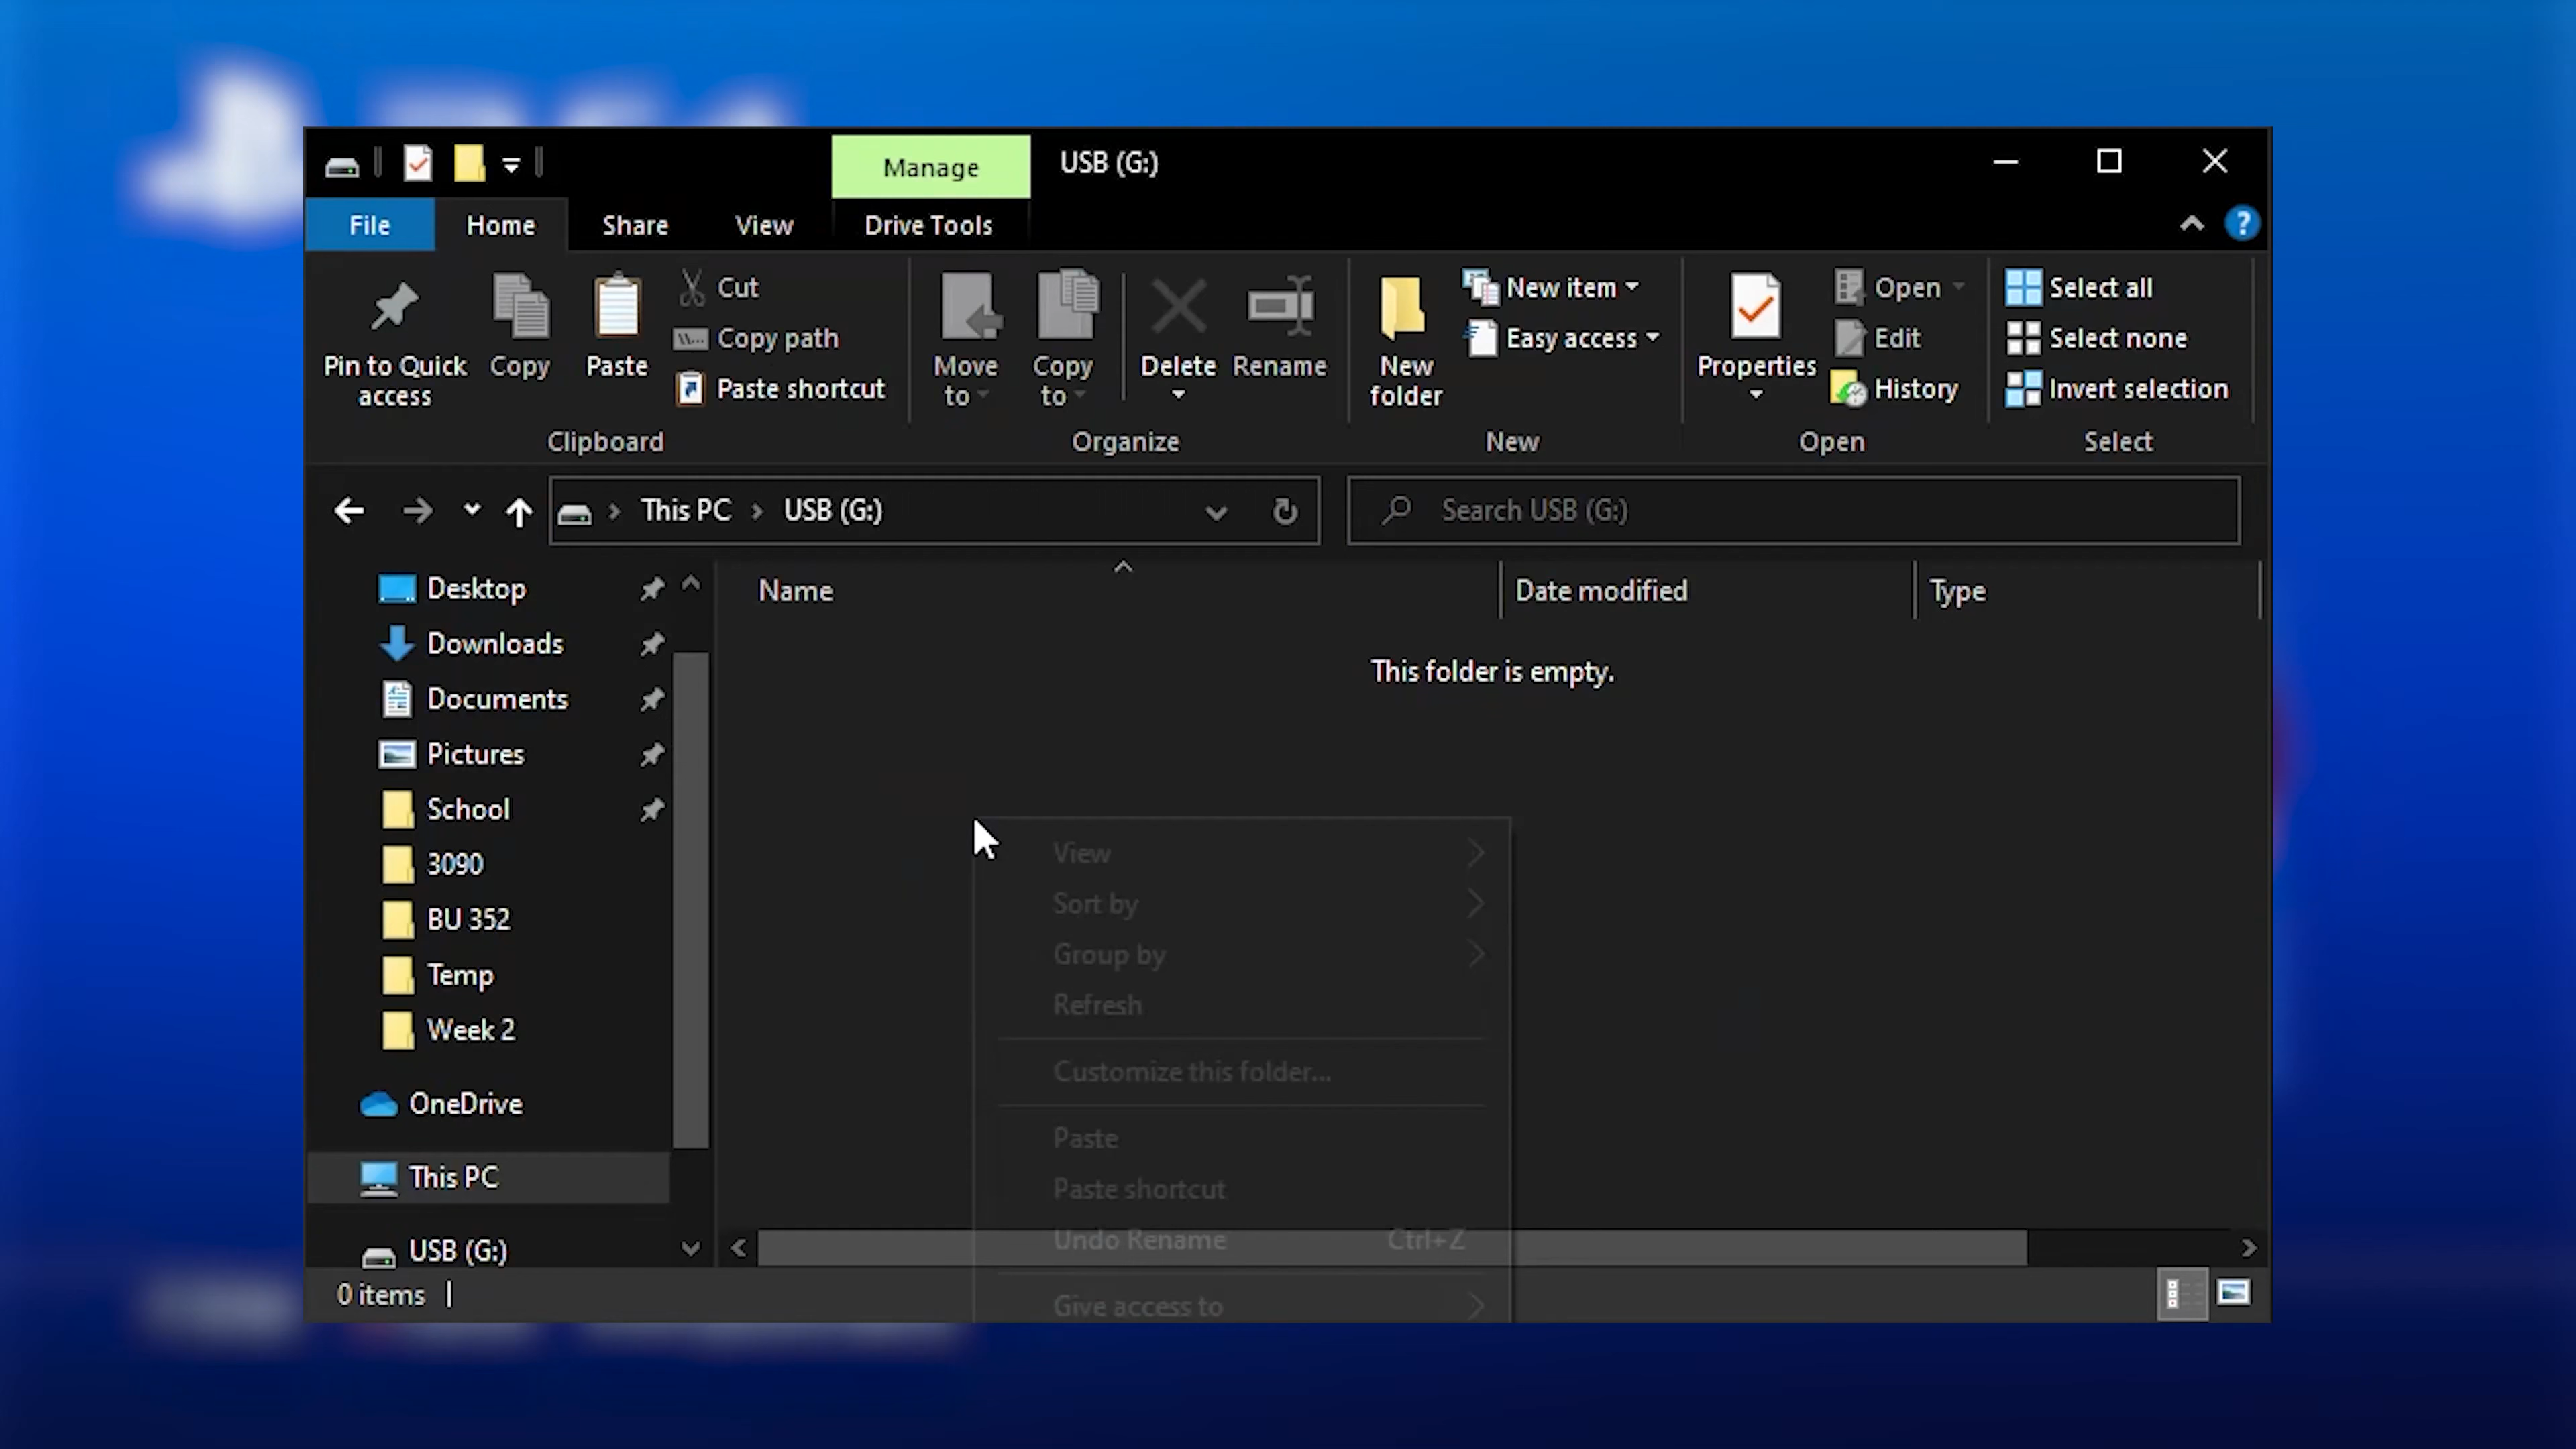 Manage
USB (G:)
File
Home
Share
View
Drive Tools
Pin to Quick access
Copy
Paste
Cut
Copy path
Paste shortcut
Clipboard
Move to
Copy to
Delete
Rename
Organize
New folder
New item
Easy access
New
Properties
Open
Edit
History
Open
Select all
Select none
Invert selection
Select
This PC
USB (G:)
Search USB (G:)
Desktop
Downloads
Documents
Pictures
School
3090
BU 352
Temp
Week 2
OneDrive
This PC
USB (G:)
Name
Date modified
Type
This folder is empty.
View
Sort by
Group by
Refresh
Customize this folder...
Paste
Paste shortcut
Undo Rename Ctrl+Z
Give access to
0 items